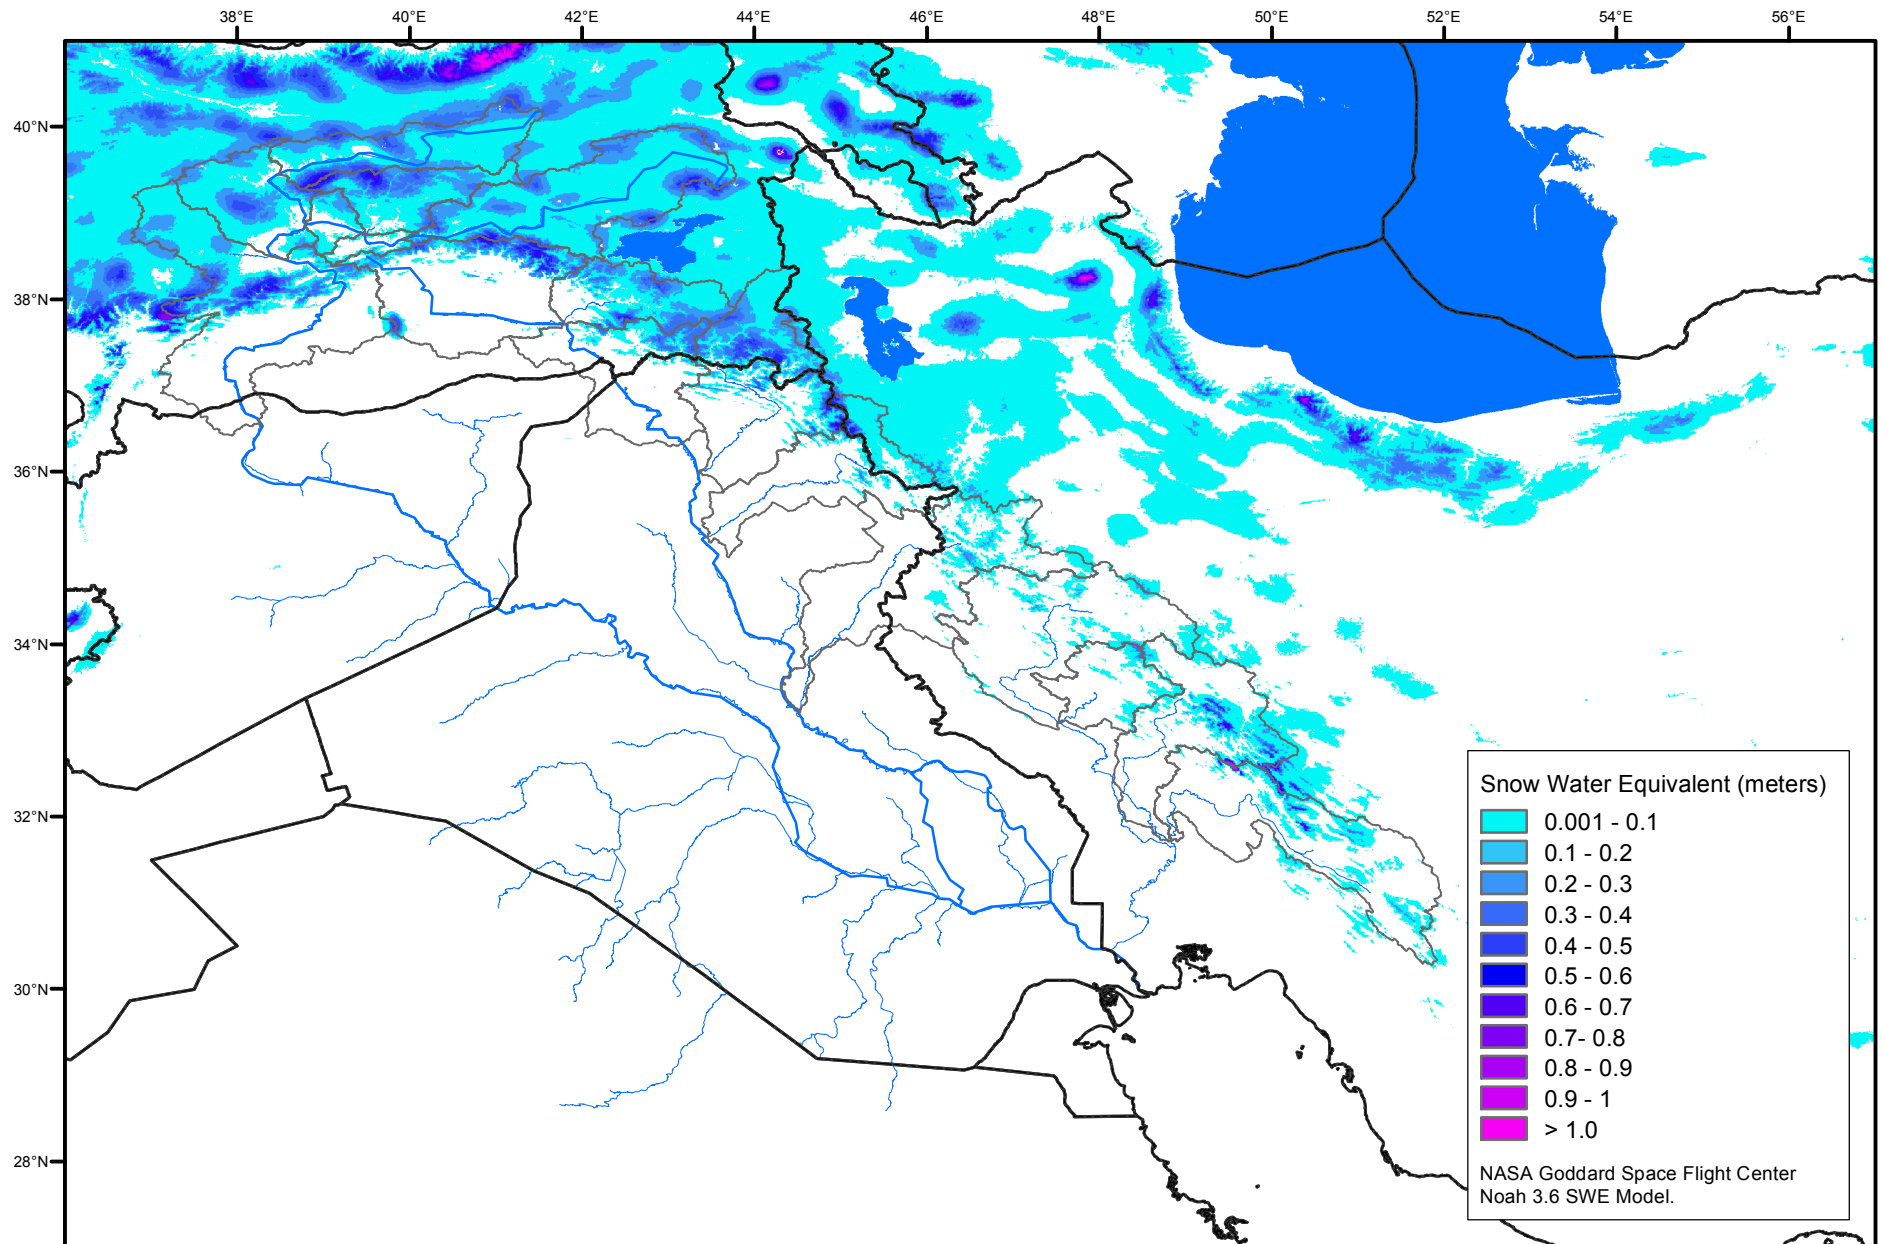 38°E 40°E 42°E 44°E 46°E 48°E 50°E 52°E 54°E 56°E
40°N
38°N
36°N
34°N
32°N
30°N
28°N
Snow Water Equivalent (meters)
0.001 - 0.1
0.1 - 0.2
0.2 - 0.3
0.3 - 0.4
0.4 - 0.5
0.5 - 0.6
0.6 - 0.7
0.7- 0.8
0.8 - 0.9
0.9 - 1
> 1.0
NASA Goddard Space Flight Center
Noah 3.6 SWE Model.